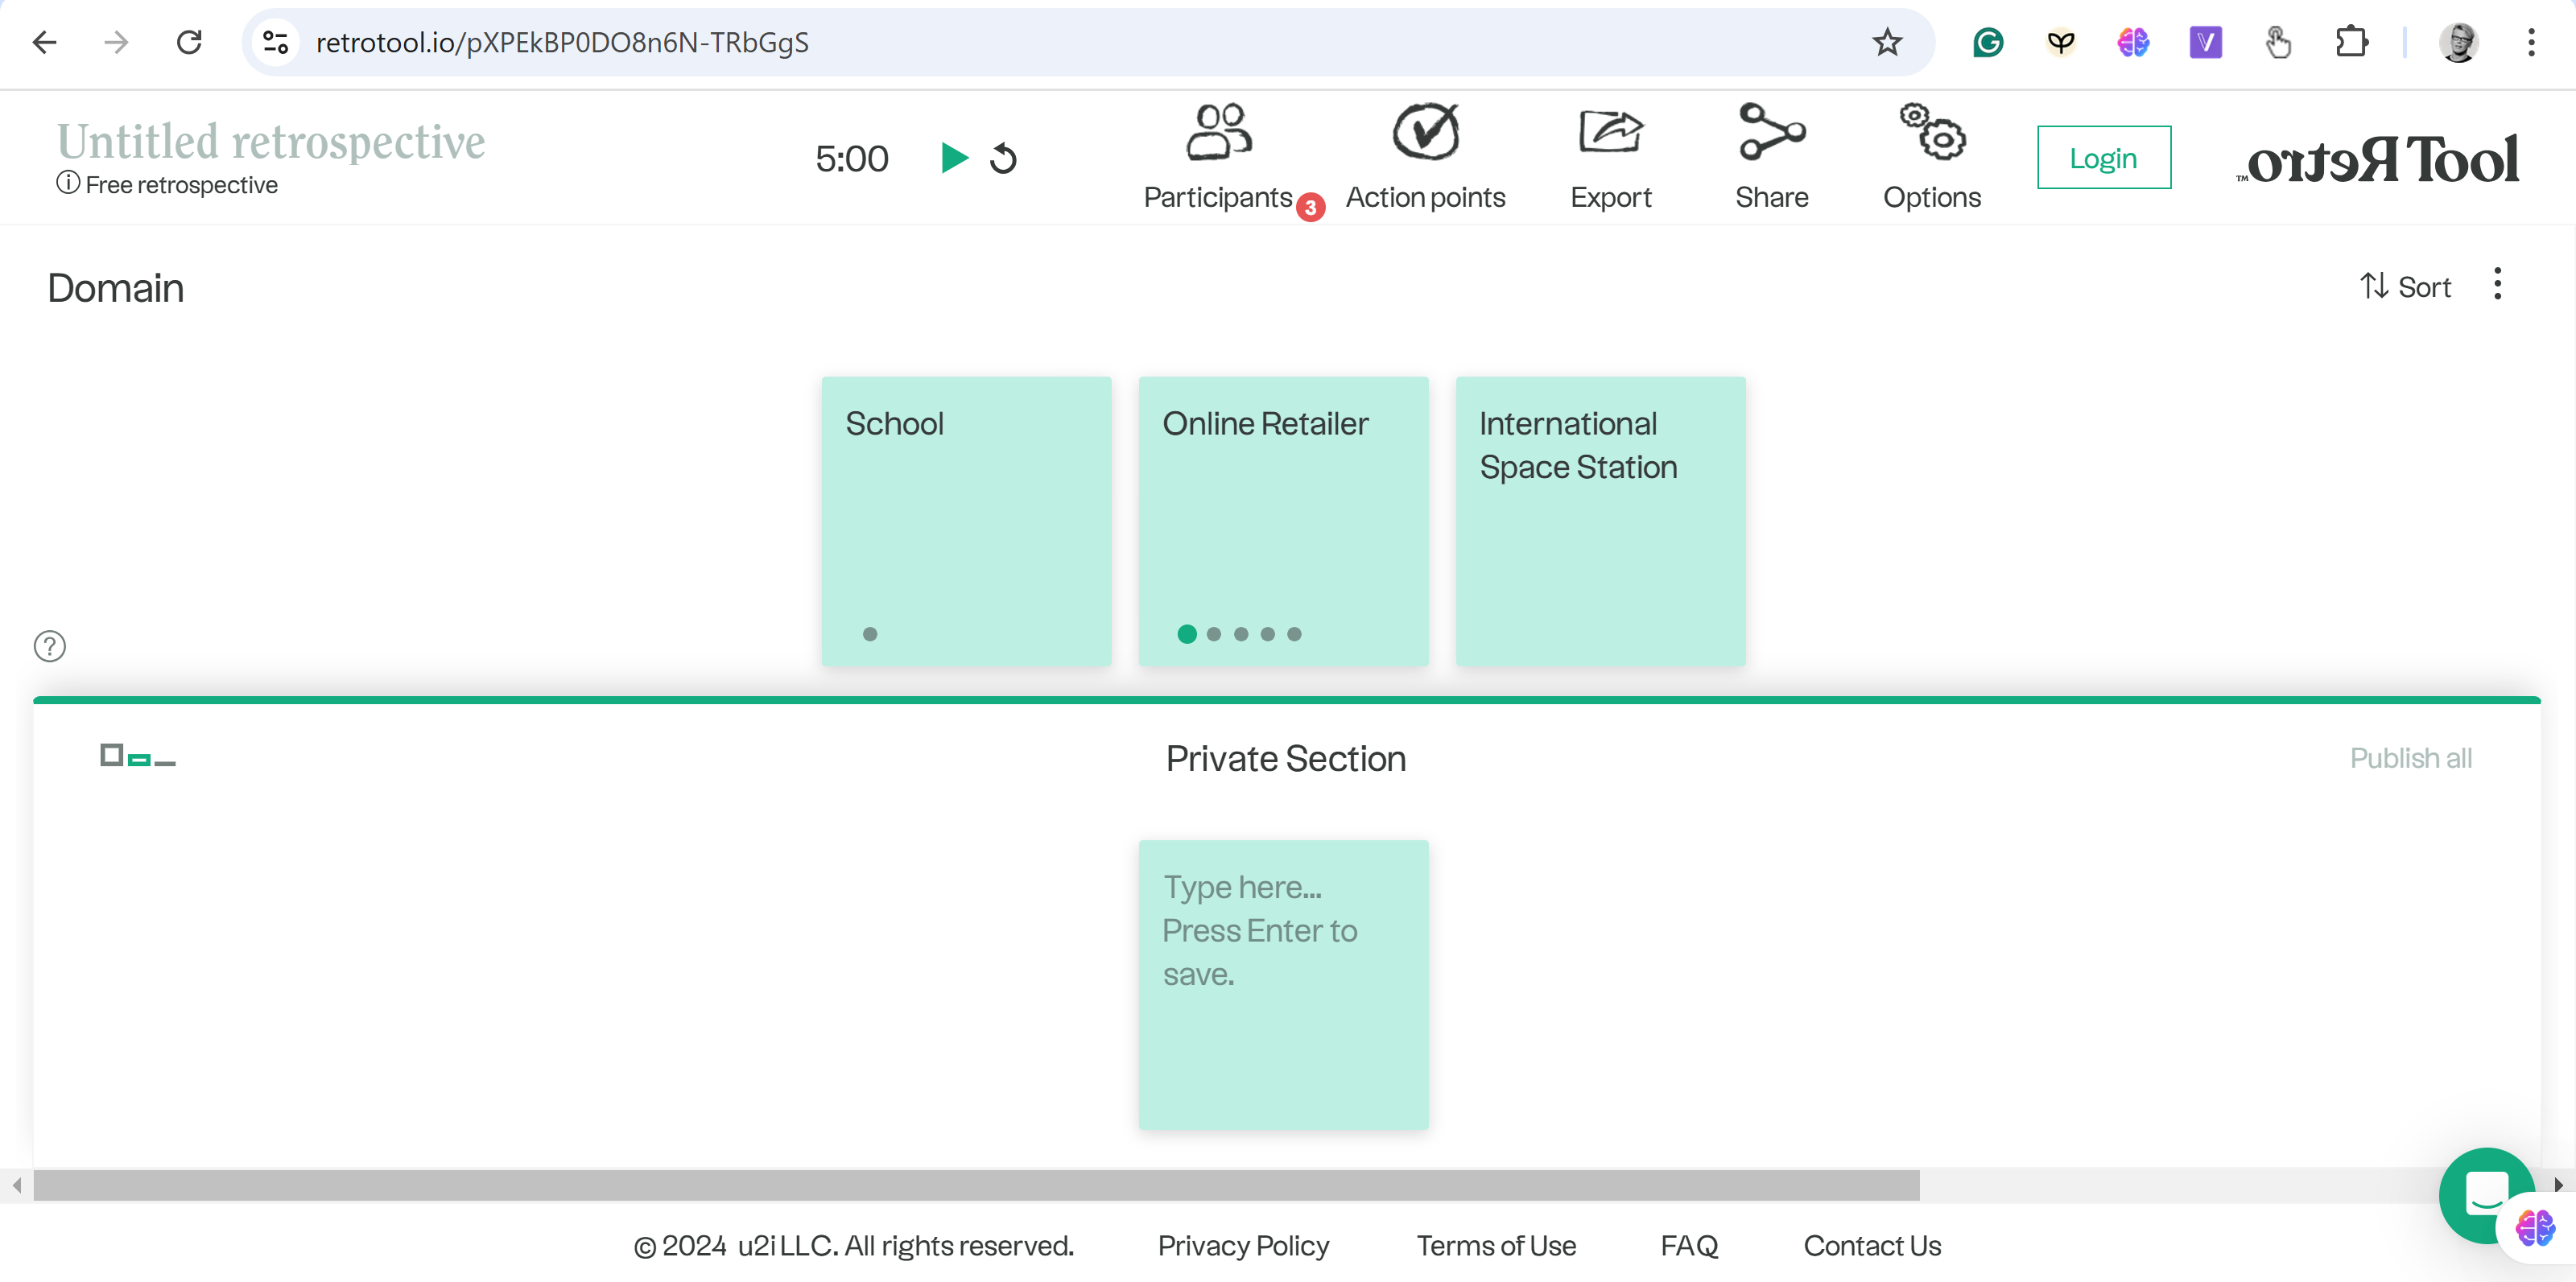 retrotool.io/pXPEkBP0DO8n6N-TRbGgS
Untitled retrospective
Free retrospective
5:00
Participants
3
Action points
Export
Share
Options
Login
Retro Tool™
Domain
Sort
School
Online Retailer
International
Space Station
Private Section
Publish all
Type here...
Press Enter to
save.
© 2024 u2i LLC. All rights reserved.
Privacy Policy
Terms of Use
FAQ
Contact Us